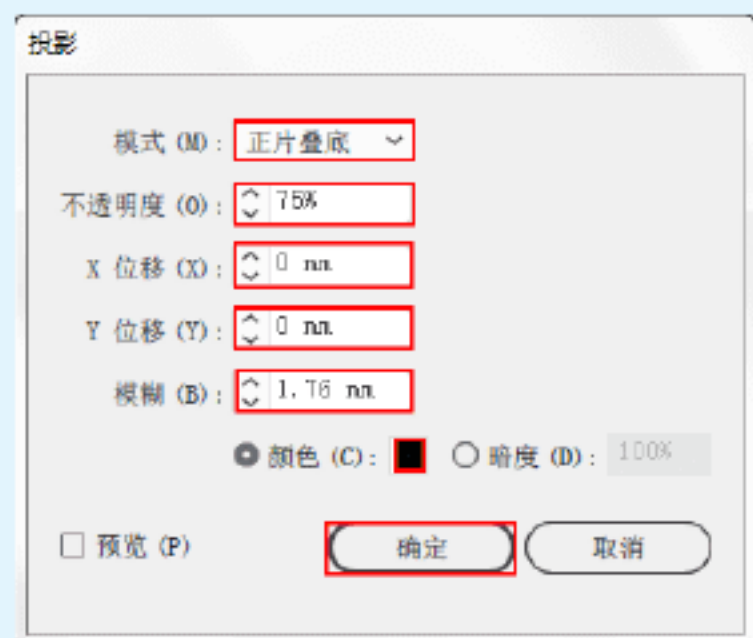 投影
模式 (M): 正片叠底
不透明度 (O): 75%
X 位移 (X): 0 mm
Y 位移 (Y): 0 mm
模糊 (B): 1.76 mm
颜色 (C): 暗度 (D): 100%
预览 (P) 确定 取消